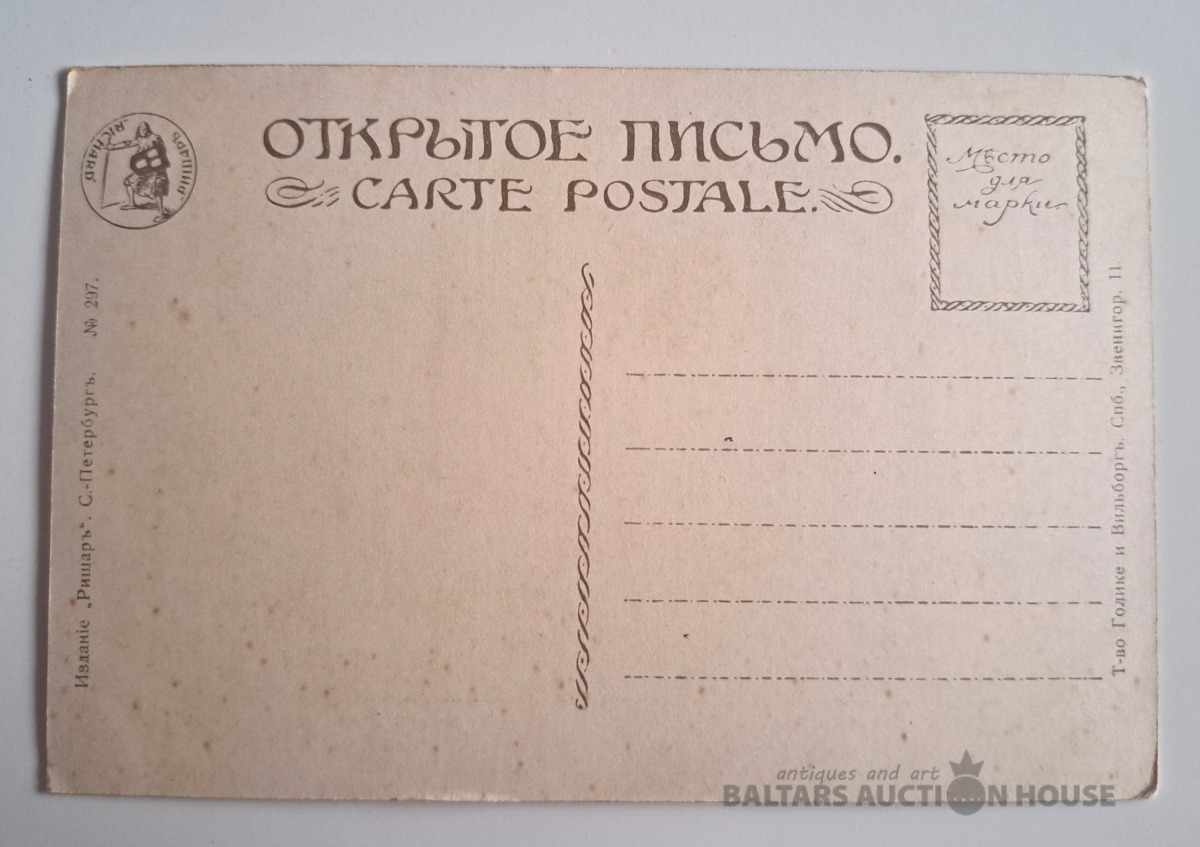 „RICHARD“
„РИШАРЪ“
ОТКРЫТОЕ ПИСЬМО.
CARTE POSTALE.
Мѣсто
для
марки
Изданіе „Ришаръ“. С.-Петербургъ. № 297.
Т-во Голике и Вильборгъ. Спб., Звенигор. 11
antiques and art
BALTARS AUCTION HOUSE